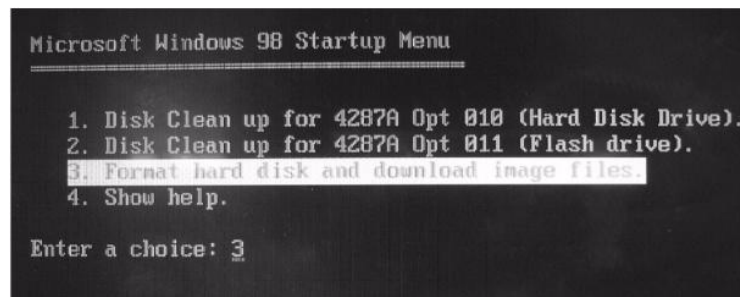 Microsoft Windows 98 Startup Menu
1. Disk Clean up for 4287A Opt 010 (Hard Disk Drive).
2. Disk Clean up for 4287A Opt 011 (Flash drive).
3. Format hard disk and download image files.
4. Show help.
Enter a choice: 3